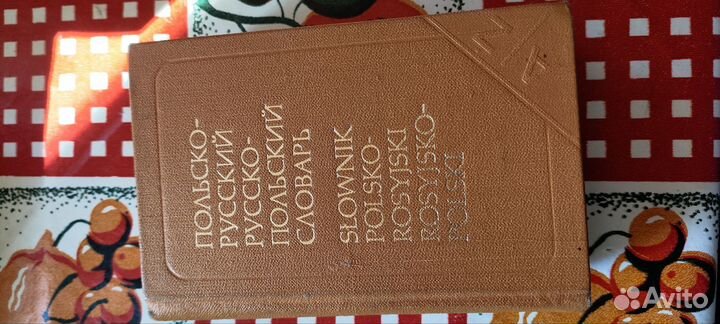 ПОЛЬСКО-
РУССКИЙ
РУССКО-
ПОЛЬСКИЙ
СЛОВАРЬ
SŁOWNIK
POLSKO-
ROSYJSKI
ROSYJSKO-
POLSKI
Avito